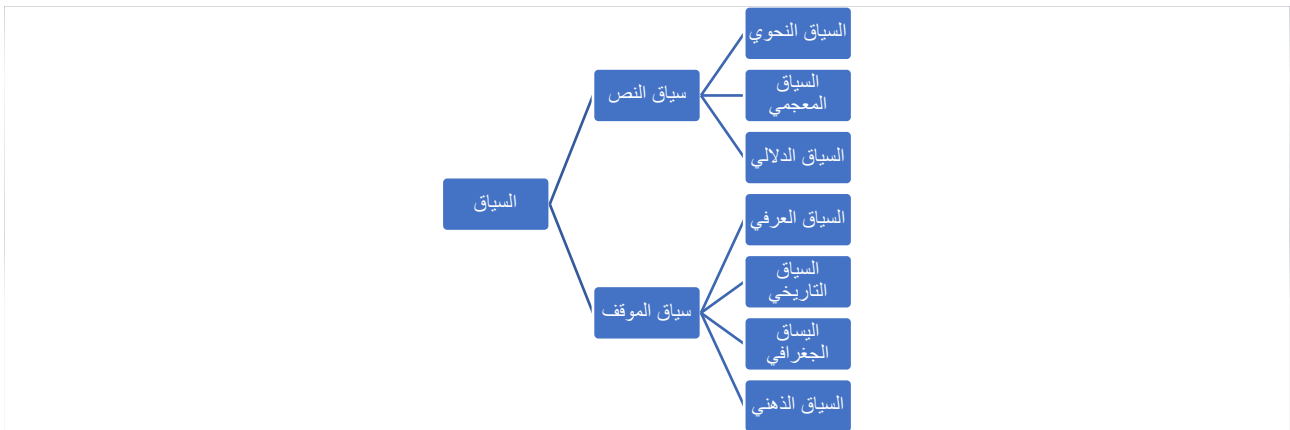 السياق النحوي
السياق
المعجمي
سياق النص
السياق الدلالي
السياق
السياق العرفي
السياق
التاريخي
سياق الموقف
اليساق
الجغرافي
السياق الذهني